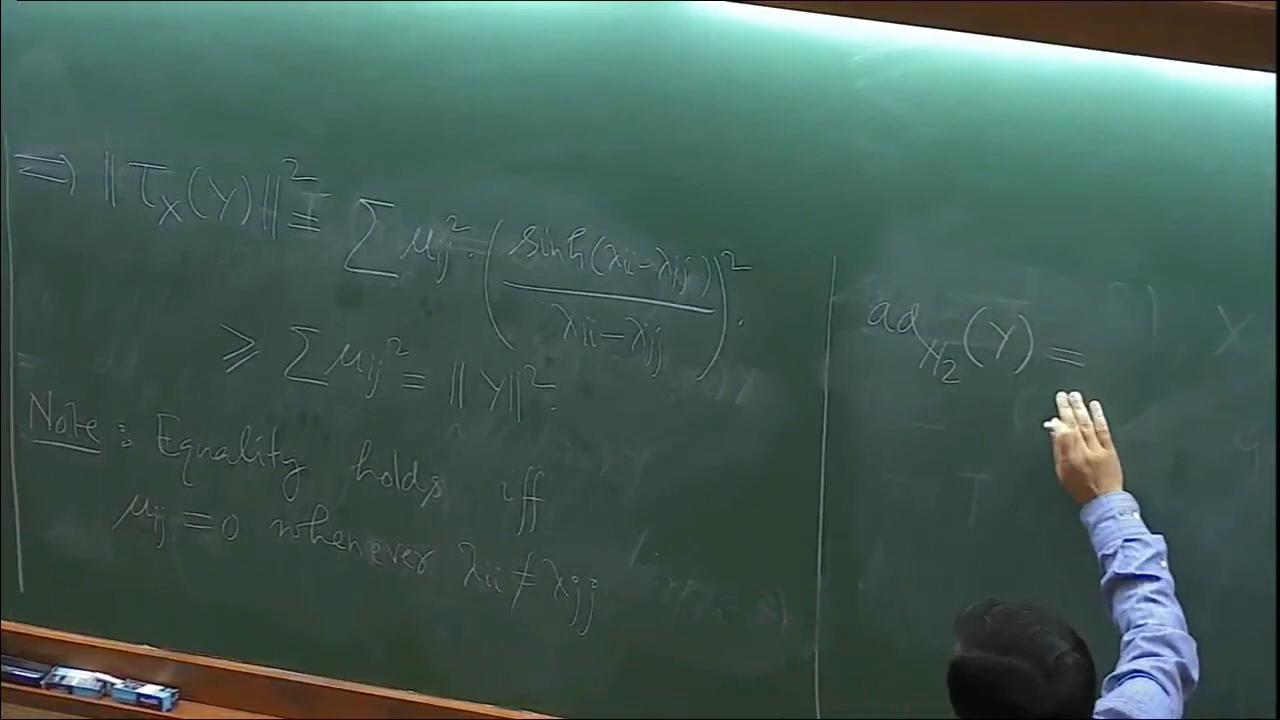 ⇒ ‖τ_X(Y)‖² = Σ μ_ij² · ( sinh(λ_ii − λ_jj) / (λ_ii − λ_jj) )² .
≥ Σ μ_ij² = ‖Y‖².
Note : Equality holds iff
μ_ij = 0 whenever λ_ii ≠ λ_jj
ad_{X/2}(Y) =